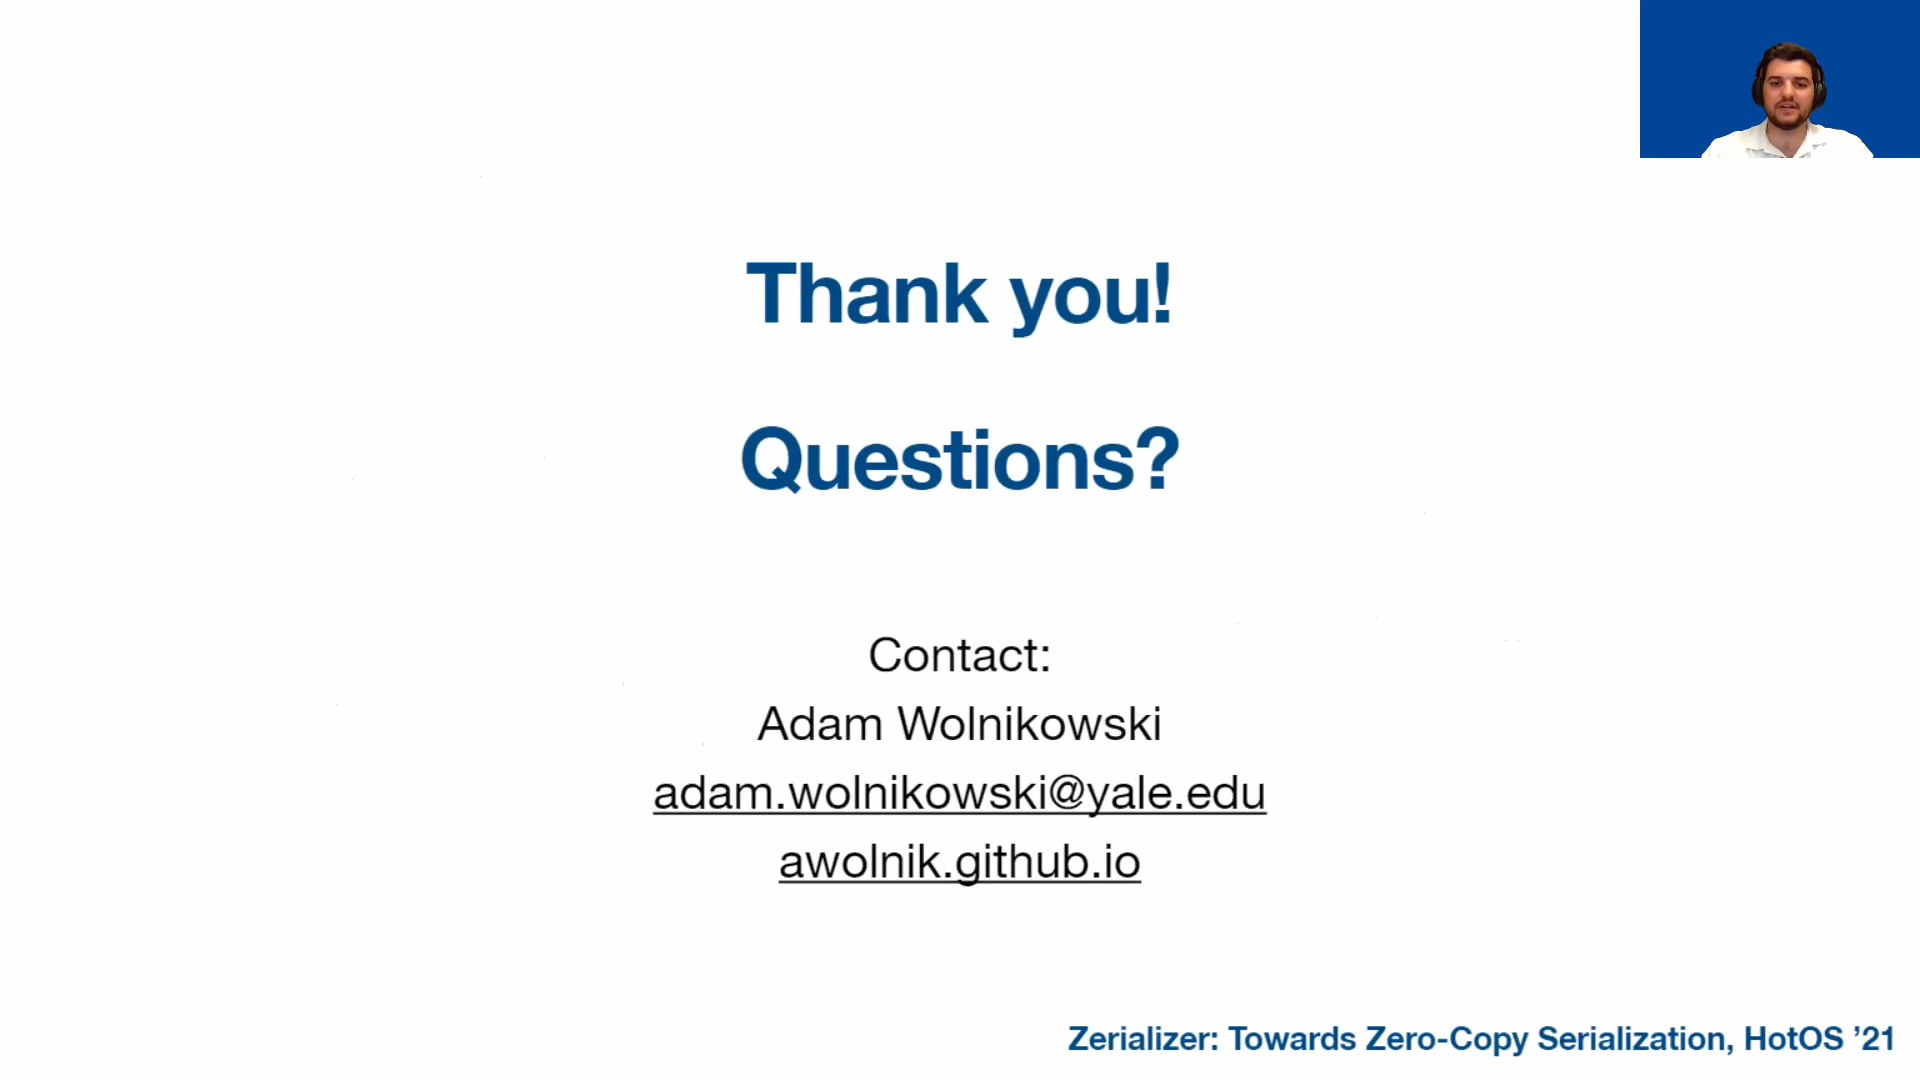 Thank you!
Questions?
Contact:
Adam Wolnikowski
adam.wolnikowski@yale.edu
awolnik.github.io
Zerializer: Towards Zero-Copy Serialization, HotOS ’21